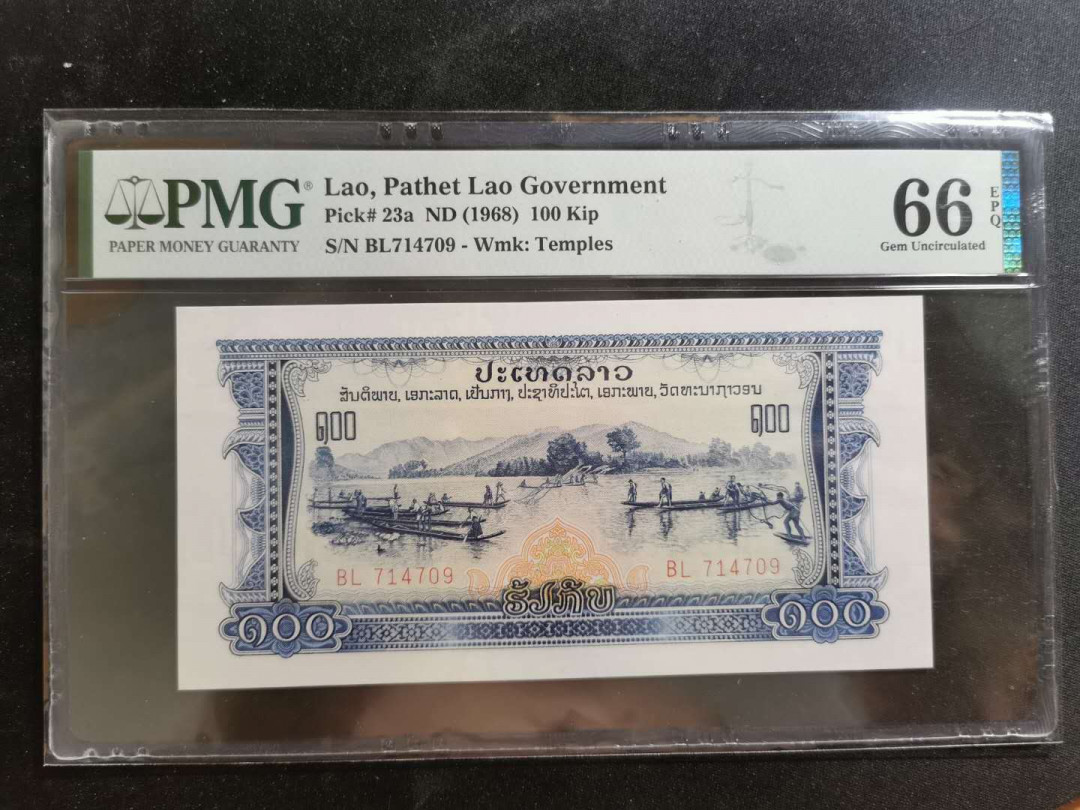 PMG®
PAPER MONEY GUARANTY
Lao, Pathet Lao Government
Pick# 23a ND (1968) 100 Kip
S/N BL714709 - Wmk: Temples
66
EPQ
Gem Uncirculated
ປະເທດລາວ
ສັບຕິພາບ, ເອກະລາດ, ເປັນກາງ, ປະຊາທິປະໄຕ, ເອກະພາບ, ວັດທະນາຖາວອນ
໑໐໐
໑໐໐
BL 714709
BL 714709
ຮ້ອຍກີບ
໑໐໐
໑໐໐